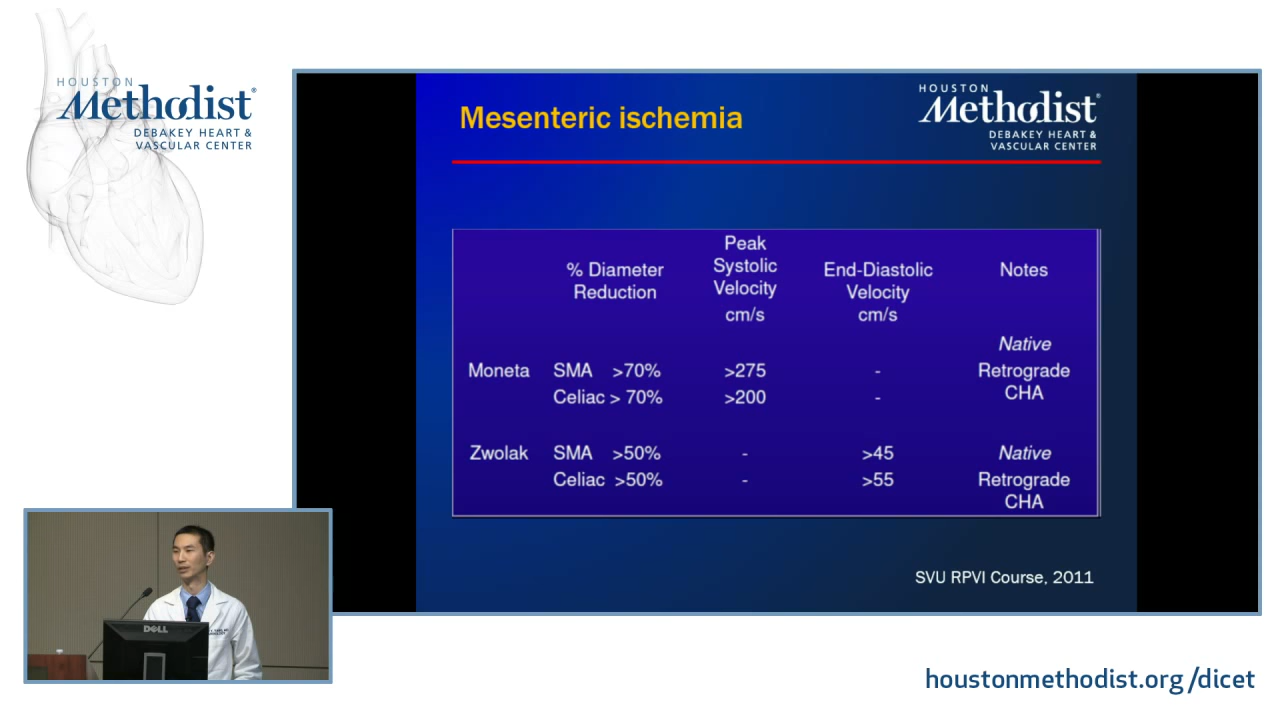 HOUSTON
Methodist®
DEBAKEY HEART &
VASCULAR CENTER
Mesenteric ischemia
HOUSTON
Methodist®
DEBAKEY HEART &
VASCULAR CENTER
% Diameter Reduction
Peak Systolic Velocity cm/s
End-Diastolic Velocity cm/s
Notes
Native
Moneta SMA >70% >275 - Retrograde
Celiac > 70% >200 - CHA
Zwolak SMA >50% - >45 Native
Celiac >50% - >55 Retrograde
CHA
SVU RPVI Course, 2011
DELL
houstonmethodist.org/dicet